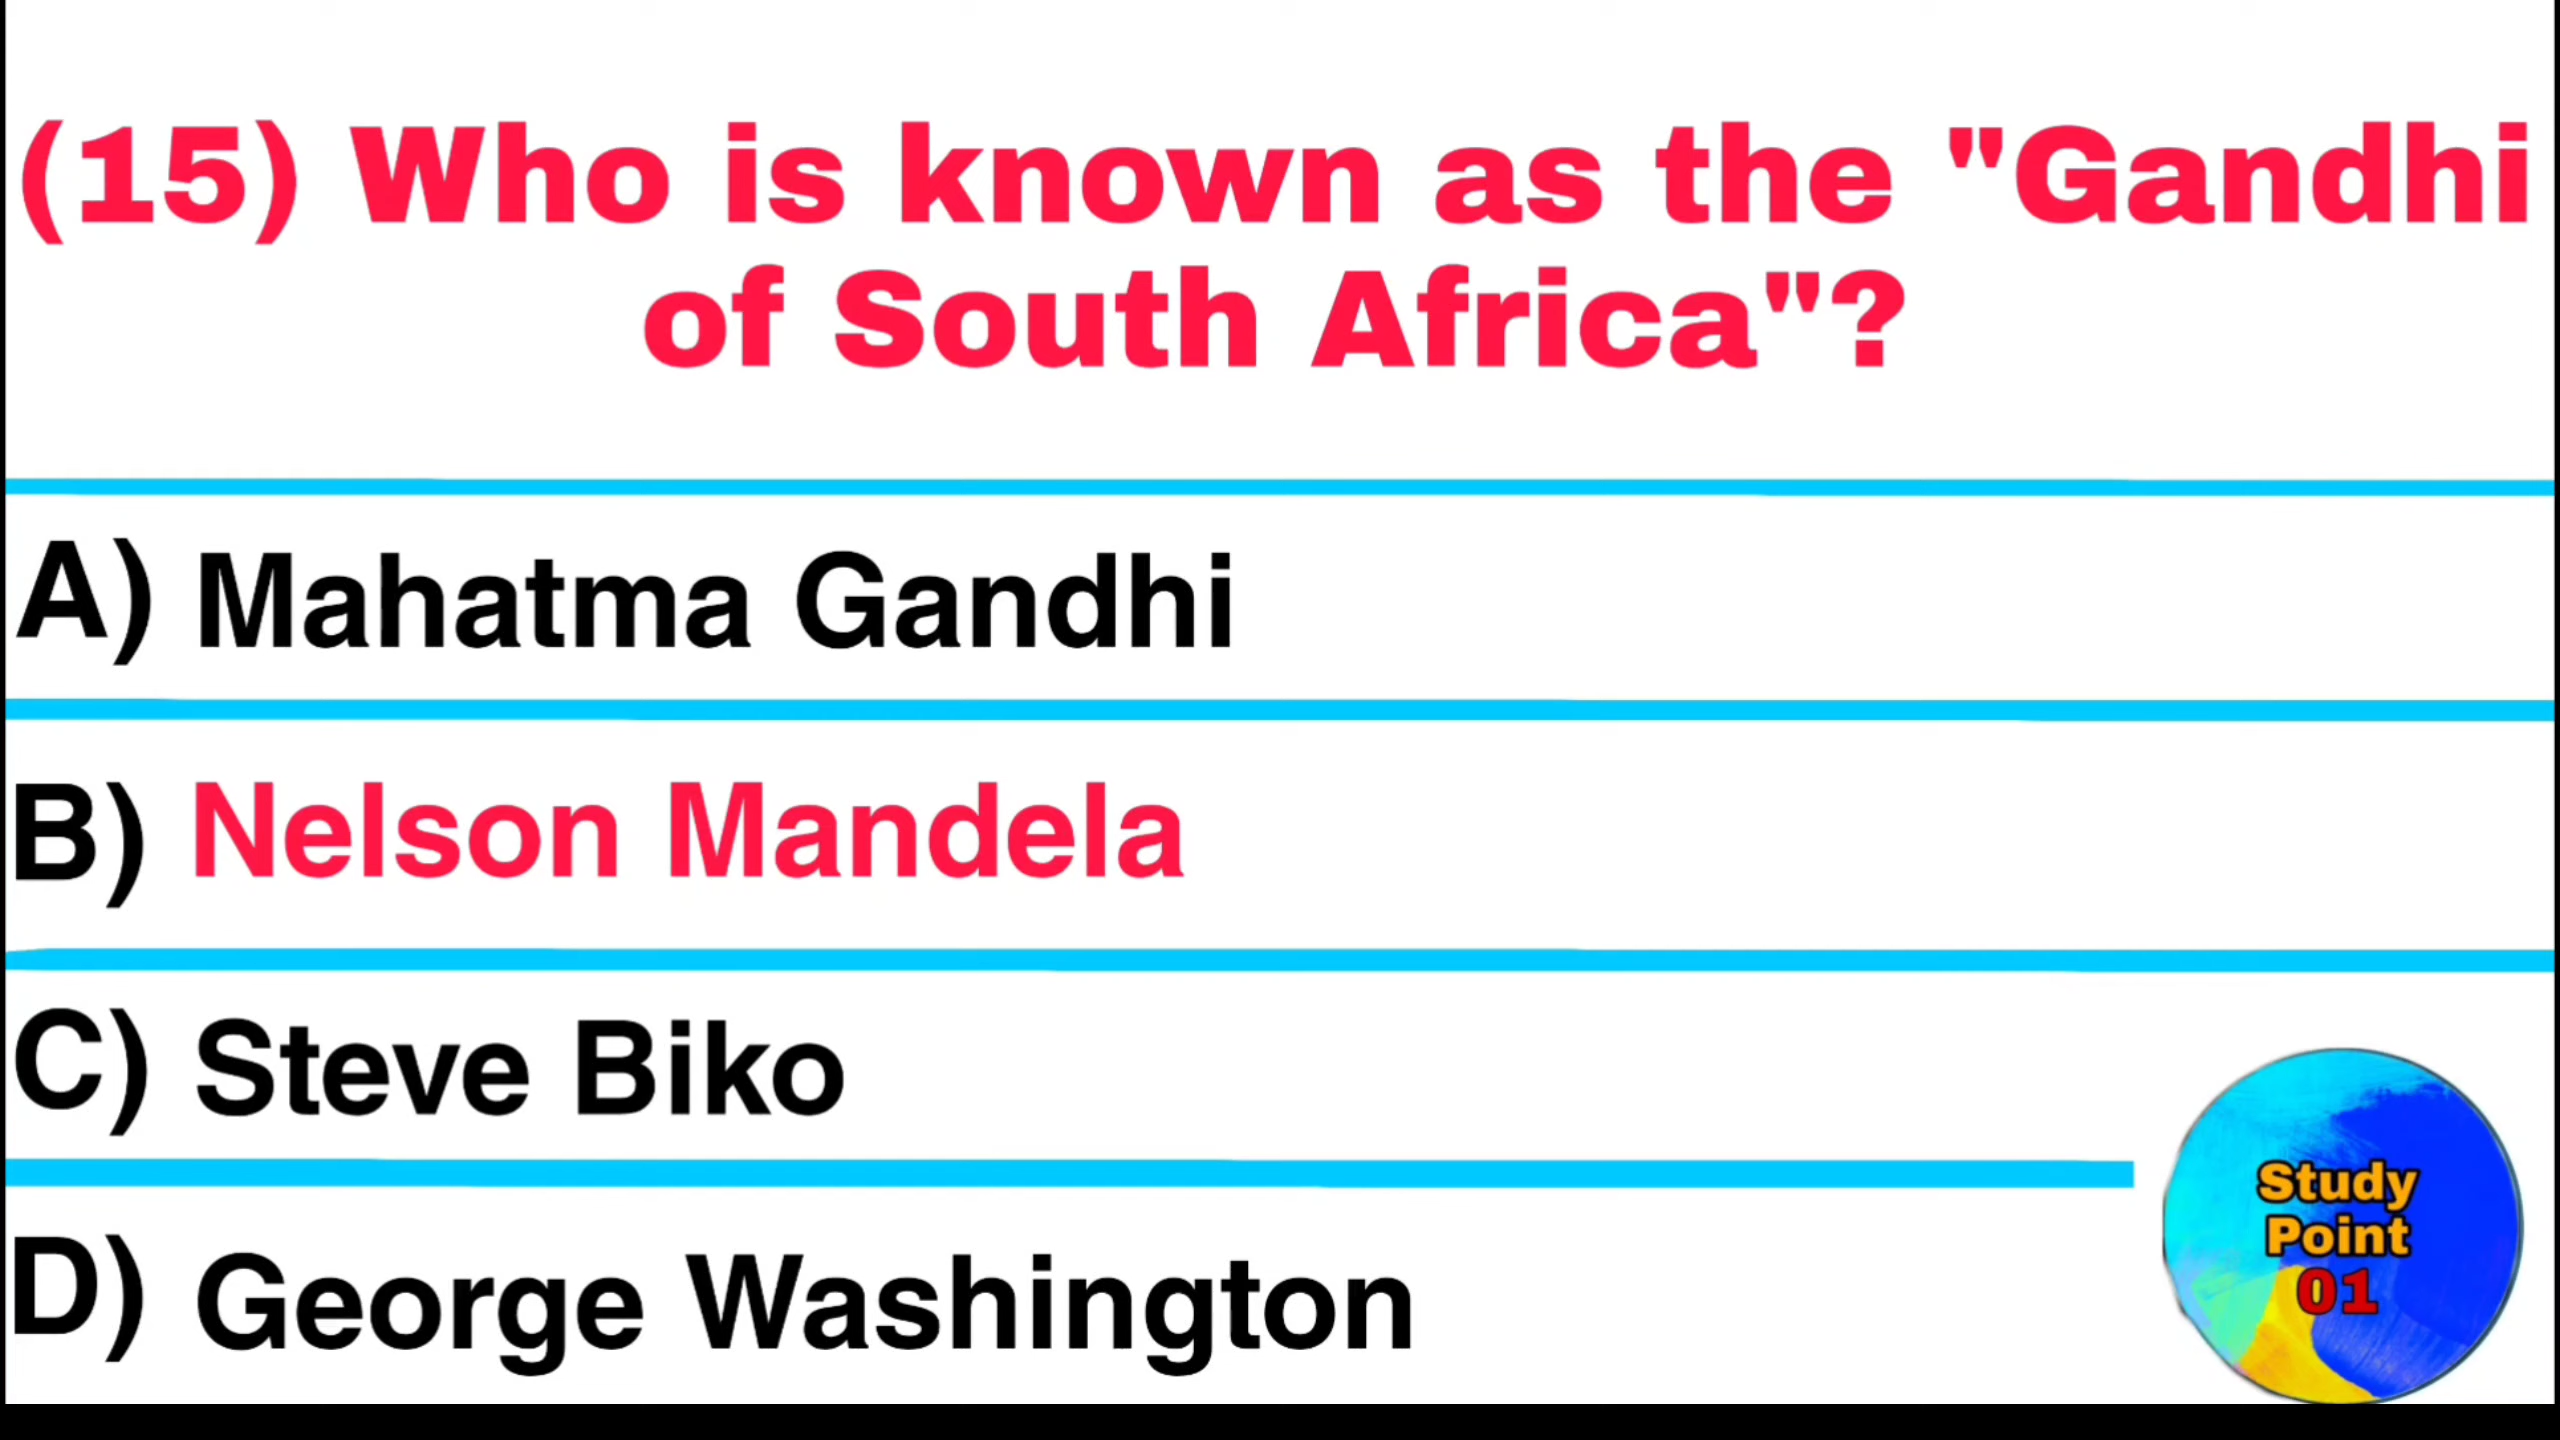 (15) Who is known as the "Gandhi
of South Africa"?
A) Mahatma Gandhi
B) Nelson Mandela
C) Steve Biko
D) George Washington
Study
Point
01